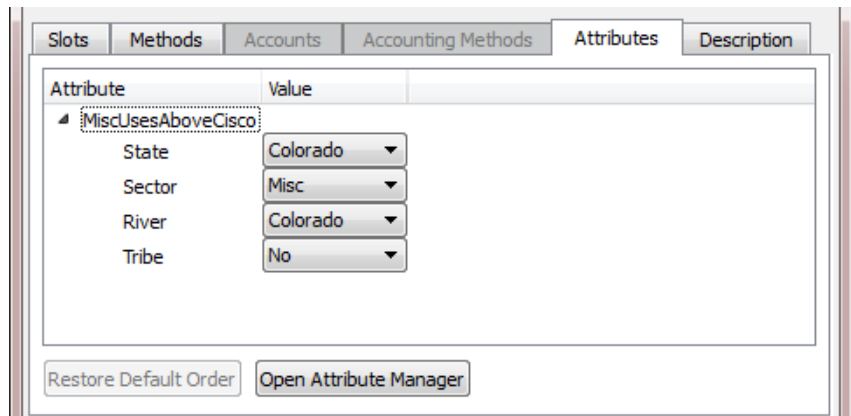 Slots Methods Accounts Accounting Methods Attributes Description
Attribute Value
MiscUsesAboveCisco
State Colorado
Sector Misc
River Colorado
Tribe No
Restore Default Order Open Attribute Manager